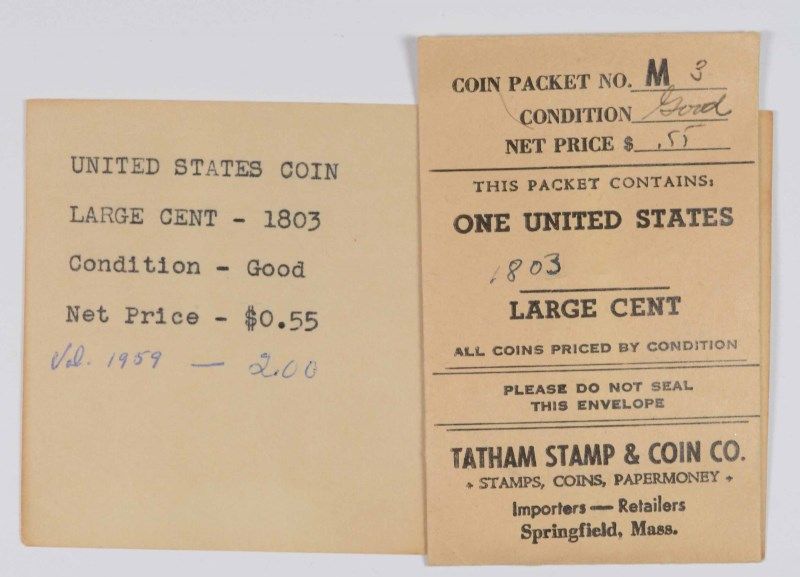 UNITED STATES COIN
LARGE CENT - 1803
Condition - Good
Net Price - $0.55
Val. 1959 — 2.00
COIN PACKET NO. M 3
CONDITION Good
NET PRICE $ .55
THIS PACKET CONTAINS:
ONE UNITED STATES
1803
LARGE CENT
ALL COINS PRICED BY CONDITION
PLEASE DO NOT SEAL
THIS ENVELOPE
TATHAM STAMP & COIN CO.
* STAMPS, COINS, PAPERMONEY *
Importers — Retailers
Springfield, Mass.